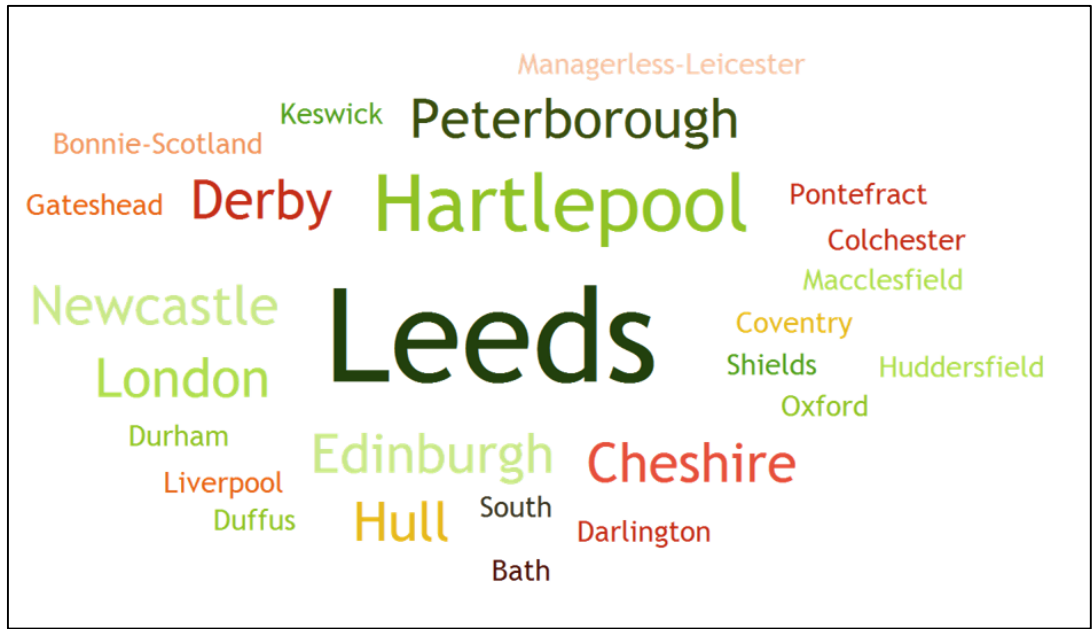 Managerless-Leicester
Keswick
Peterborough
Bonnie-Scotland
Gateshead
Derby
Hartlepool
Pontefract
Colchester
Macclesfield
Newcastle
Leeds
Coventry
London
Shields
Huddersfield
Oxford
Durham
Edinburgh
Cheshire
Liverpool
Duffus
Hull
South
Darlington
Bath